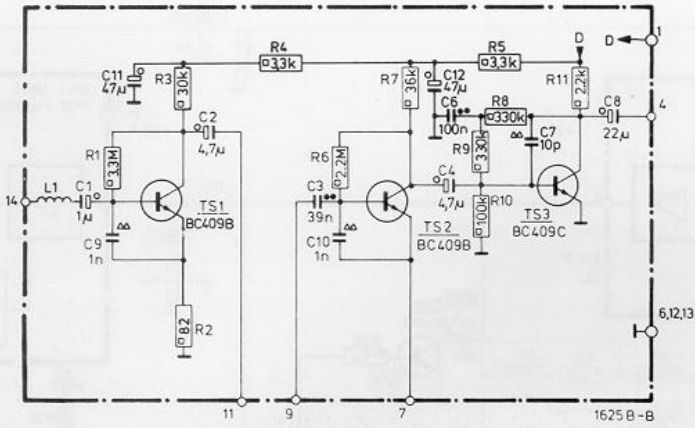 R4
3,3k
R5
3,3k
D
D
1
C11
47µ
R3
30k
R7
36k
C12
47µ
R11
2,2k
C6
100n
R8
330k
C8
22µ
4
C2
4,7µ
R9
330k
C7
10p
R1
3,3M
R6
2,2M
C4
4,7µ
14
L1
C1
1µ
C3
39n
R10
100k
TS1
BC409B
TS2
BC409B
TS3
BC409C
C9
1n
C10
1n
R2
82
6,12,13
11
9
7
1625 B-B